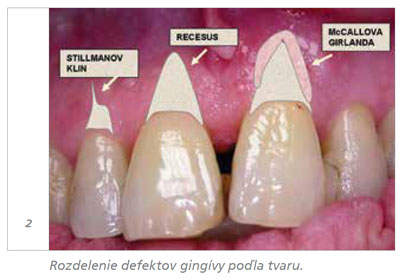 STILLMANOV
KLIN
RECESUS
McCALLOVA
GIRLANDA
2
Rozdelenie defektov gingívy podľa tvaru.